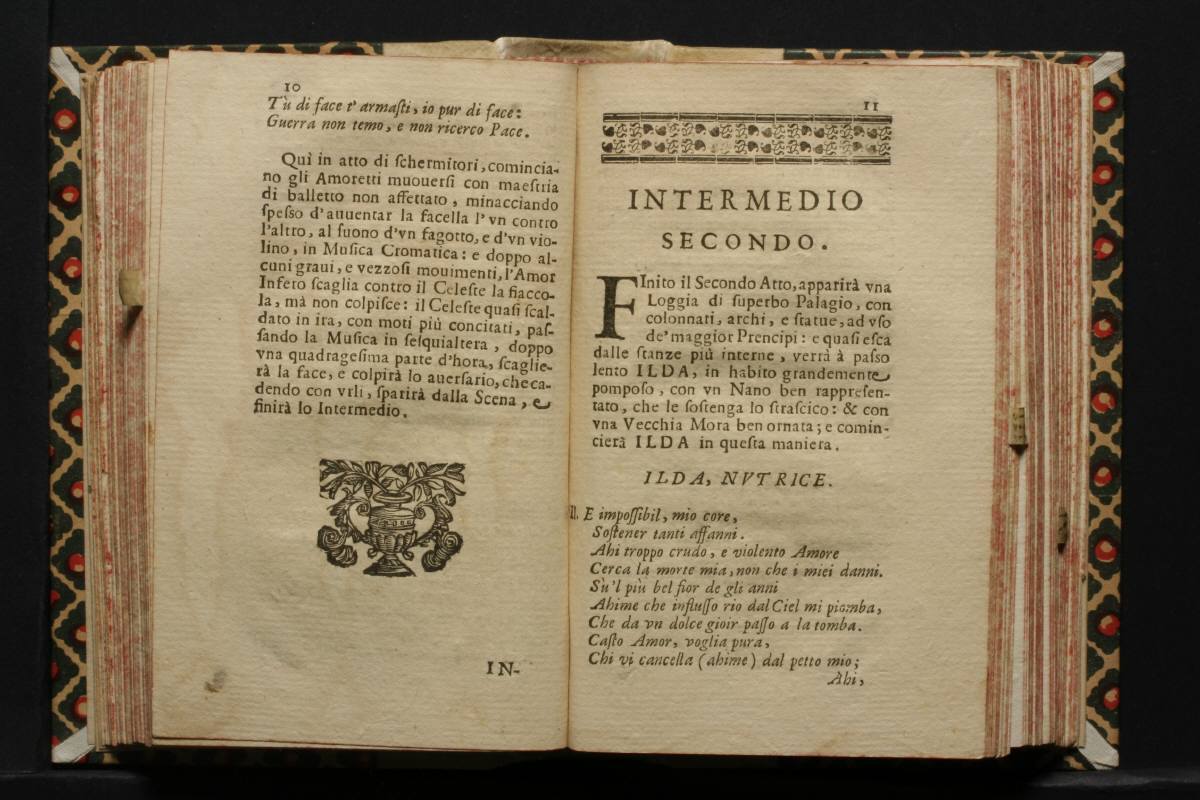 10
Tù di face t' armaſti, io pur di face:
Guerra non temo, e non ricerco Pace.
Quì in atto di ſchermitori, comincia-
no gli Amoretti muouerſi con maeſtria
di balletto non affettato, minacciando
ſpeſſo d'auuentar la facella l'vn contro
l'altro, al ſuono d'vn fagotto, e d'vn vio-
lino, in Muſica Cromatica: e doppo al-
cuni graui, e vezzoſi mouimenti, l'Amor
Infero ſcaglia contro il Celeſte la fiacco-
la, mà non colpiſce: il Celeſte quaſi ſcal-
dato in ira, con moti più concitati, paſ-
ſando la Muſica in ſeſquialtera, doppo
vna quadrageſima parte d'hora, ſcaglie-
rà la face, e colpirà lo auerſario, che ca-
dendo con vrli, ſparirà dalla Scena, e
finirà lo Intermedio.
IN-
11
INTERMEDIO
SECONDO.
FInito il Secondo Atto, apparirà vna
Loggia di ſuperbo Palagio, con
colonnati, archi, e ſtatue, ad vſo
de' maggior Prencipi: e quaſi eſca
dalle ſtanze più interne, verrà à paſſo
lento ILDA, in habito grandemente
pompoſo, con vn Nano ben rappreſen-
tato, che le ſoſtenga lo ſtraſcico: & con
vna Vecchia Mora ben ornata; e comin-
cierà ILDA in queſta maniera.
ILDA, NVTRICE.
Il. E impoſſibil, mio core,
Soſtener tanti affanni.
Ahi troppo crudo, e violento Amore
Cerca la morte mia, non che i miei danni.
Sù'l più bel fior de gli anni
Ahime che influſſo rio dal Ciel mi piomba,
Che da vn dolce gioir paſſo a la tomba.
Caſto Amor, voglia pura,
Chi vi cancella (ahime) dal petto mio;
Ahi,